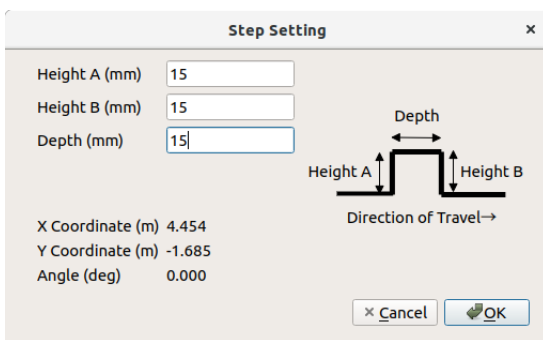 Step Setting
Height A (mm) 15
Height B (mm) 15
Depth (mm) 15
Depth
Height A
Height B
Direction of Travel→
X Coordinate (m) 4.454
Y Coordinate (m) -1.685
Angle (deg) 0.000
Cancel
OK